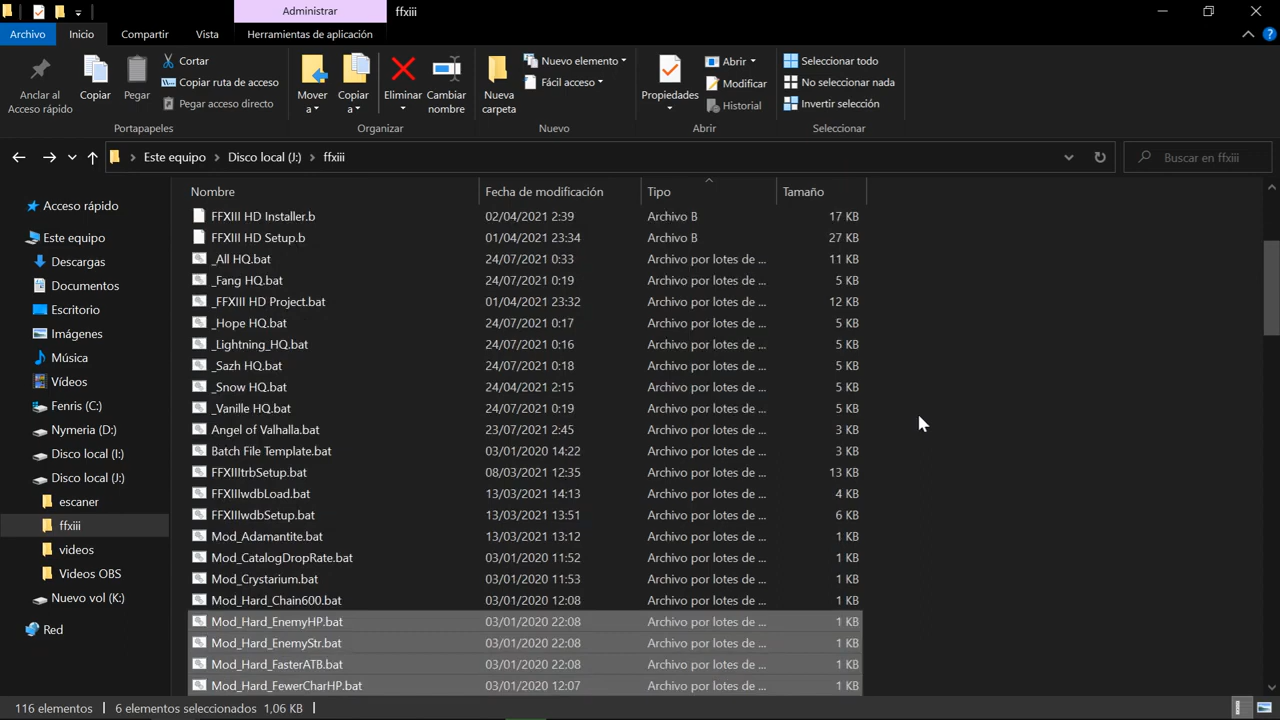 Administrar
ffxiii
Archivo
Inicio
Compartir
Vista
Herramientas de aplicación
Anclar al
Acceso rápido
Copiar
Pegar
Cortar
Copiar ruta de acceso
Pegar acceso directo
Portapapeles
Mover
a
Copiar
a
Eliminar
Cambiar
nombre
Organizar
Nueva
carpeta
Nuevo elemento
Fácil acceso
Nuevo
Propiedades
Abrir
Modificar
Historial
Abrir
Seleccionar todo
No seleccionar nada
Invertir selección
Seleccionar
Este equipo > Disco local (J:) > ffxiii
Buscar en ffxiii
Acceso rápido
Este equipo
Descargas
Documentos
Escritorio
Imágenes
Música
Vídeos
Fenris (C:)
Nymeria (D:)
Disco local (I:)
Disco local (J:)
escaner
ffxiii
videos
Videos OBS
Nuevo vol (K:)
Red
Nombre Fecha de modificación Tipo Tamaño
FFXIII HD Installer.b 02/04/2021 2:39 Archivo B 17 KB
FFXIII HD Setup.b 01/04/2021 23:34 Archivo B 27 KB
_All HQ.bat 24/07/2021 0:33 Archivo por lotes de ... 11 KB
_Fang HQ.bat 24/07/2021 0:19 Archivo por lotes de ... 5 KB
_FFXIII HD Project.bat 01/04/2021 23:32 Archivo por lotes de ... 12 KB
_Hope HQ.bat 24/07/2021 0:17 Archivo por lotes de ... 5 KB
_Lightning_HQ.bat 24/07/2021 0:16 Archivo por lotes de ... 5 KB
_Sazh HQ.bat 24/07/2021 0:18 Archivo por lotes de ... 5 KB
_Snow HQ.bat 24/04/2021 2:15 Archivo por lotes de ... 5 KB
_Vanille HQ.bat 24/07/2021 0:19 Archivo por lotes de ... 5 KB
Angel of Valhalla.bat 23/07/2021 2:45 Archivo por lotes de ... 3 KB
Batch File Template.bat 03/01/2020 14:22 Archivo por lotes de ... 3 KB
FFXIIItrbSetup.bat 08/03/2021 12:35 Archivo por lotes de ... 13 KB
FFXIIIwdbLoad.bat 13/03/2021 14:13 Archivo por lotes de ... 4 KB
FFXIIIwdbSetup.bat 13/03/2021 13:51 Archivo por lotes de ... 6 KB
Mod_Adamantite.bat 13/03/2021 13:12 Archivo por lotes de ... 1 KB
Mod_CatalogDropRate.bat 03/01/2020 11:52 Archivo por lotes de ... 1 KB
Mod_Crystarium.bat 03/01/2020 11:53 Archivo por lotes de ... 1 KB
Mod_Hard_Chain600.bat 03/01/2020 12:08 Archivo por lotes de ... 1 KB
Mod_Hard_EnemyHP.bat 03/01/2020 22:08 Archivo por lotes de ... 1 KB
Mod_Hard_EnemyStr.bat 03/01/2020 22:08 Archivo por lotes de ... 1 KB
Mod_Hard_FasterATB.bat 03/01/2020 22:08 Archivo por lotes de ... 1 KB
Mod_Hard_FewerCharHP.bat 03/01/2020 12:07 Archivo por lotes de ... 1 KB
116 elementos 6 elementos seleccionados 1,06 KB